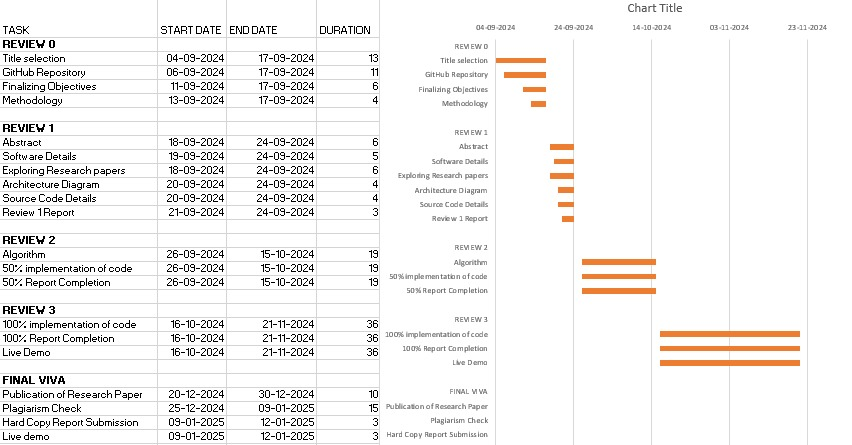 TASK START DATE END DATE DURATION
REVIEW 0
Title selection 04-09-2024 17-09-2024 13
GitHub Repository 06-09-2024 17-09-2024 11
Finalizing Objectives 11-09-2024 17-09-2024 6
Methodology 13-09-2024 17-09-2024 4
REVIEW 1
Abstract 18-09-2024 24-09-2024 6
Software Details 19-09-2024 24-09-2024 5
Exploring Research papers 18-09-2024 24-09-2024 6
Architecture Diagram 20-09-2024 24-09-2024 4
Source Code Details 20-09-2024 24-09-2024 4
Review 1 Report 21-09-2024 24-09-2024 3
REVIEW 2
Algorithm 26-09-2024 15-10-2024 19
50% implementation of code 26-09-2024 15-10-2024 19
50% Report Completion 26-09-2024 15-10-2024 19
REVIEW 3
100% implementation of code 16-10-2024 21-11-2024 36
100% Report Completion 16-10-2024 21-11-2024 36
Live Demo 16-10-2024 21-11-2024 36
FINAL VIVA
Publication of Research Paper 20-12-2024 30-12-2024 10
Plagiarism Check 25-12-2024 09-01-2025 15
Hard Copy Report Submission 09-01-2025 12-01-2025 3
Live demo 09-01-2025 12-01-2025 3
Chart Title
04-09-2024 24-09-2024 14-10-2024 03-11-2024 23-11-2024
REVIEW 0
Title selection
GitHub Repository
Finalizing Objectives
Methodology
REVIEW 1
Abstract
Software Details
Exploring Research papers
Architecture Diagram
Source Code Details
Review 1 Report
REVIEW 2
Algorithm
50% implementation of code
50% Report Completion
REVIEW 3
100% implementation of code
100% Report Completion
Live Demo
FINAL VIVA
Publication of Research Paper
Plagiarism Check
Hard Copy Report Submission